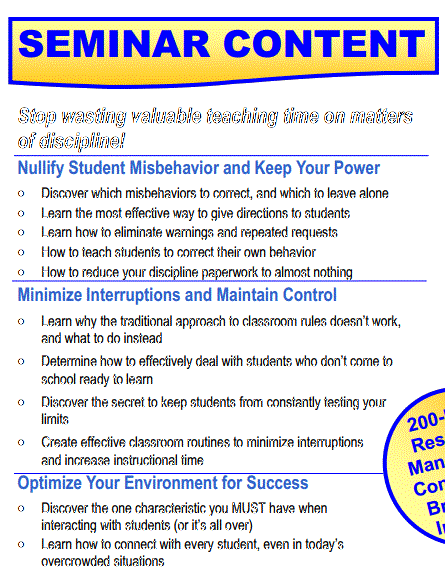 SEMINAR CONTENT
Stop wasting valuable teaching time on matters
of discipline!
Nullify Student Misbehavior and Keep Your Power
o Discover which misbehaviors to correct, and which to leave alone
o Learn the most effective way to give directions to students
o Learn how to eliminate warnings and repeated requests
o How to teach students to correct their own behavior
o How to reduce your discipline paperwork to almost nothing
Minimize Interruptions and Maintain Control
o Learn why the traditional approach to classroom rules doesn't work,
and what to do instead
o Determine how to effectively deal with students who don't come to
school ready to learn
o Discover the secret to keep students from constantly testing your
limits
o Create effective classroom routines to minimize interruptions
and increase instructional time
200-
Res
Man
Con
Br
Optimize Your Environment for Success
o Discover the one characteristic you MUST have when
interacting with students (or it's all over)
o Learn how to connect with every student, even in today's
overcrowded situations